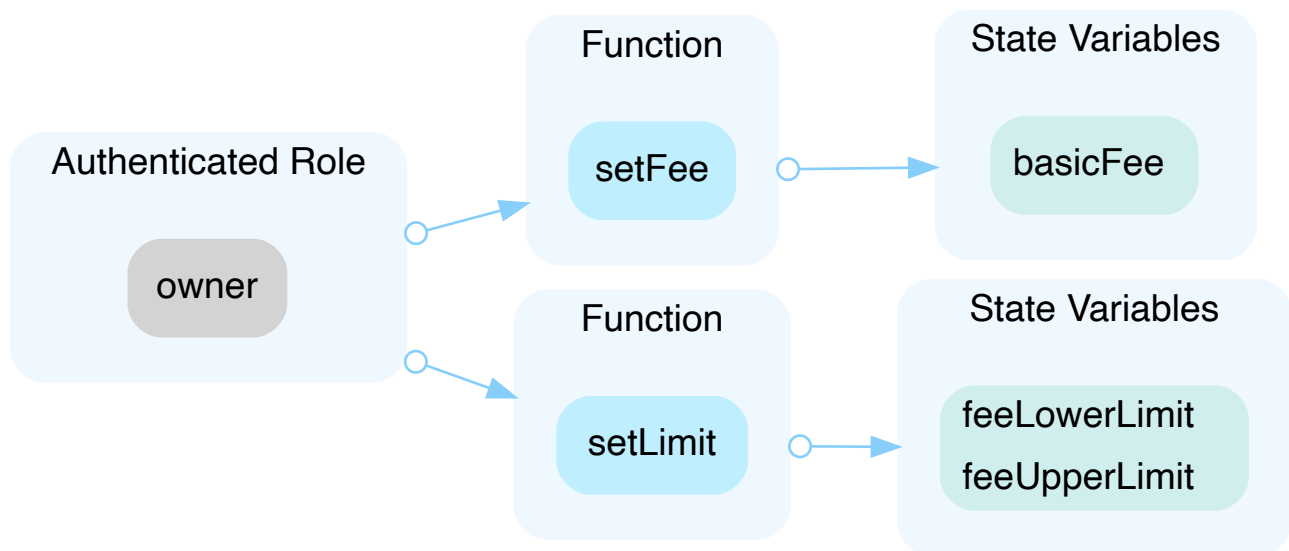 Authenticated Role
owner
Function
setFee
State Variables
basicFee
Function
setLimit
State Variables
feeLowerLimit
feeUpperLimit